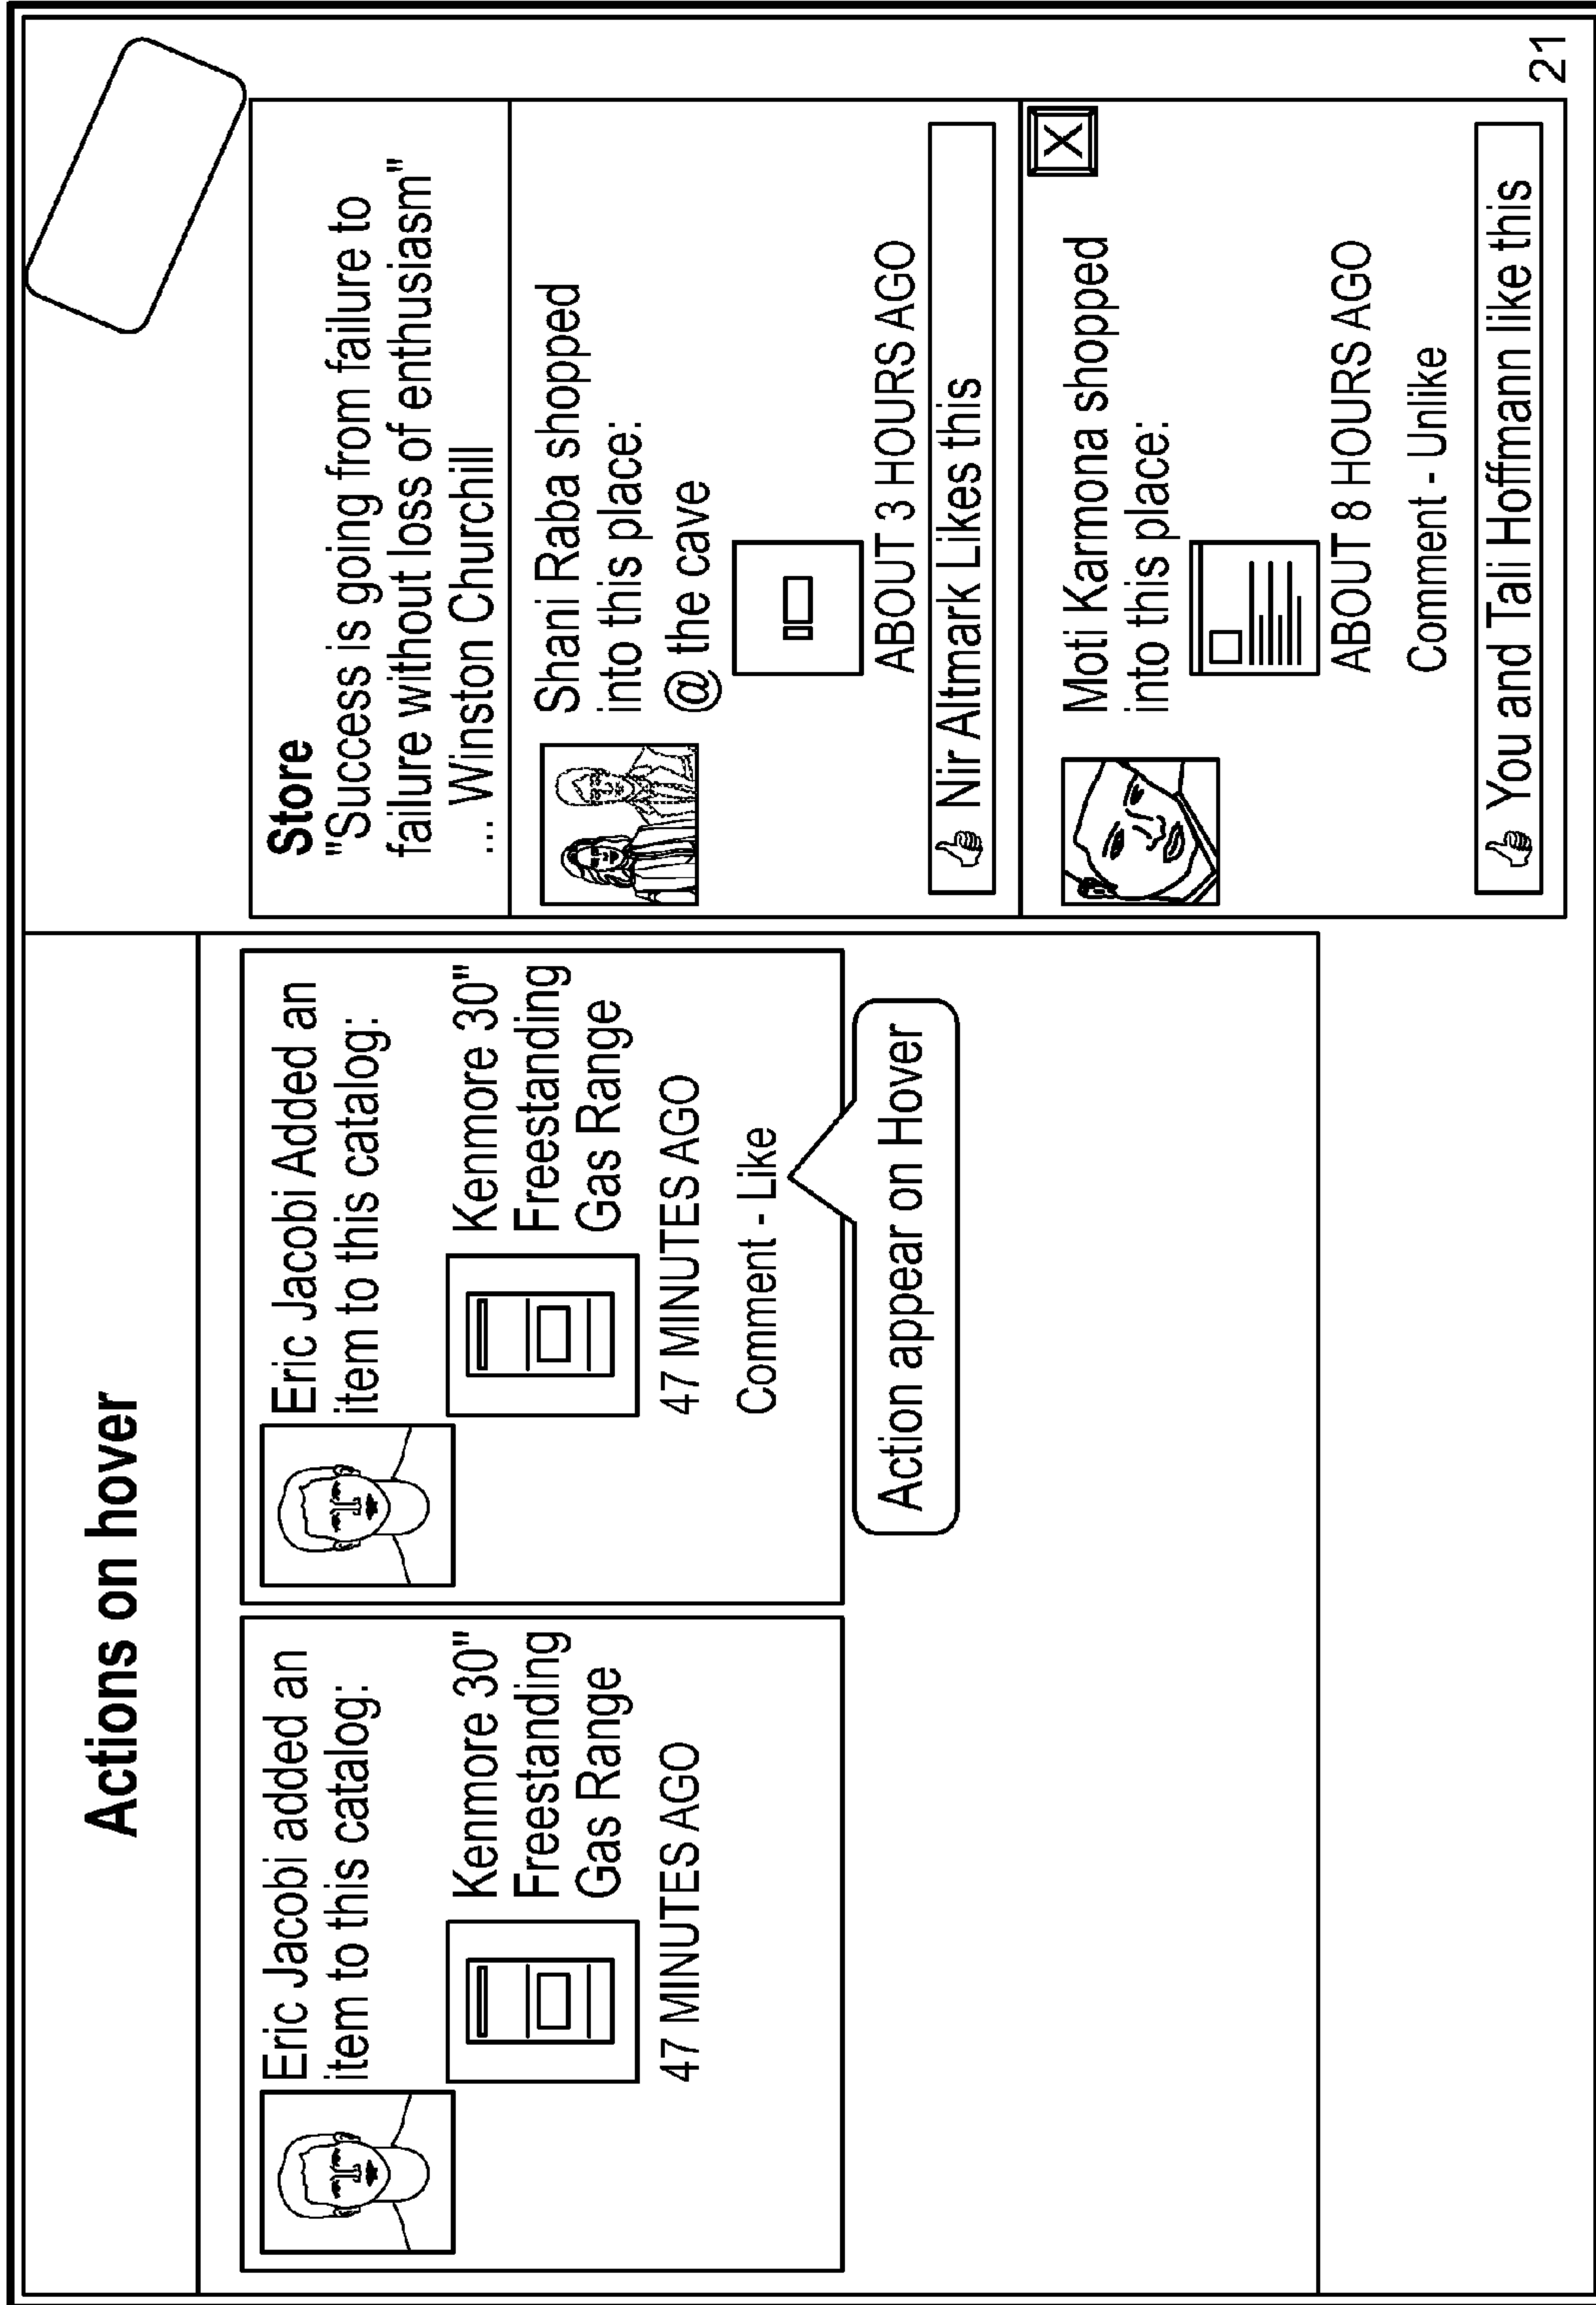 Actions on hover
Eric Jacobi added an
item to this catalog:
Kenmore 30"
Freestanding
Gas Range
47 MINUTES AGO
Eric Jacobi Added an
item to this catalog:
Kenmore 30"
Freestanding
Gas Range
47 MINUTES AGO
Comment - Like
Action appear on Hover
Store
"Success is going from failure to
failure without loss of enthusiasm"
... Winston Churchill
Shani Raba shopped
into this place:
@ the cave
ABOUT 3 HOURS AGO
Nir Altmark Likes this
X
Moti Karmona shopped
into this place:
ABOUT 8 HOURS AGO
Comment - Unlike
You and Tali Hoffmann like this
21